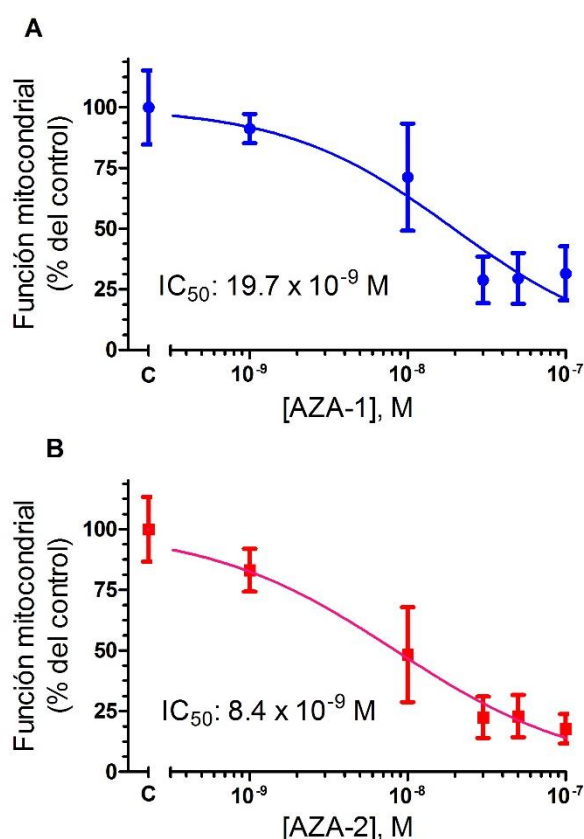 A
Función mitocondrial
(% del control)
100
75
50
25
0
IC50: 19.7 x 10-9 M
C
10-9
10-8
10-7
[AZA-1], M
B
Función mitocondrial
(% del control)
100
75
50
25
0
IC50: 8.4 x 10-9 M
C
10-9
10-8
10-7
[AZA-2], M